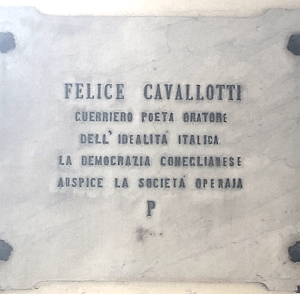 FELICE CAVALLOTTI
GUERRIERO POETA ORATORE
DELL'IDEALITÀ ITALICA
LA DEMOCRAZIA CONEGLIANESE
AUSPICE LA SOCIETÀ OPERAIA
P